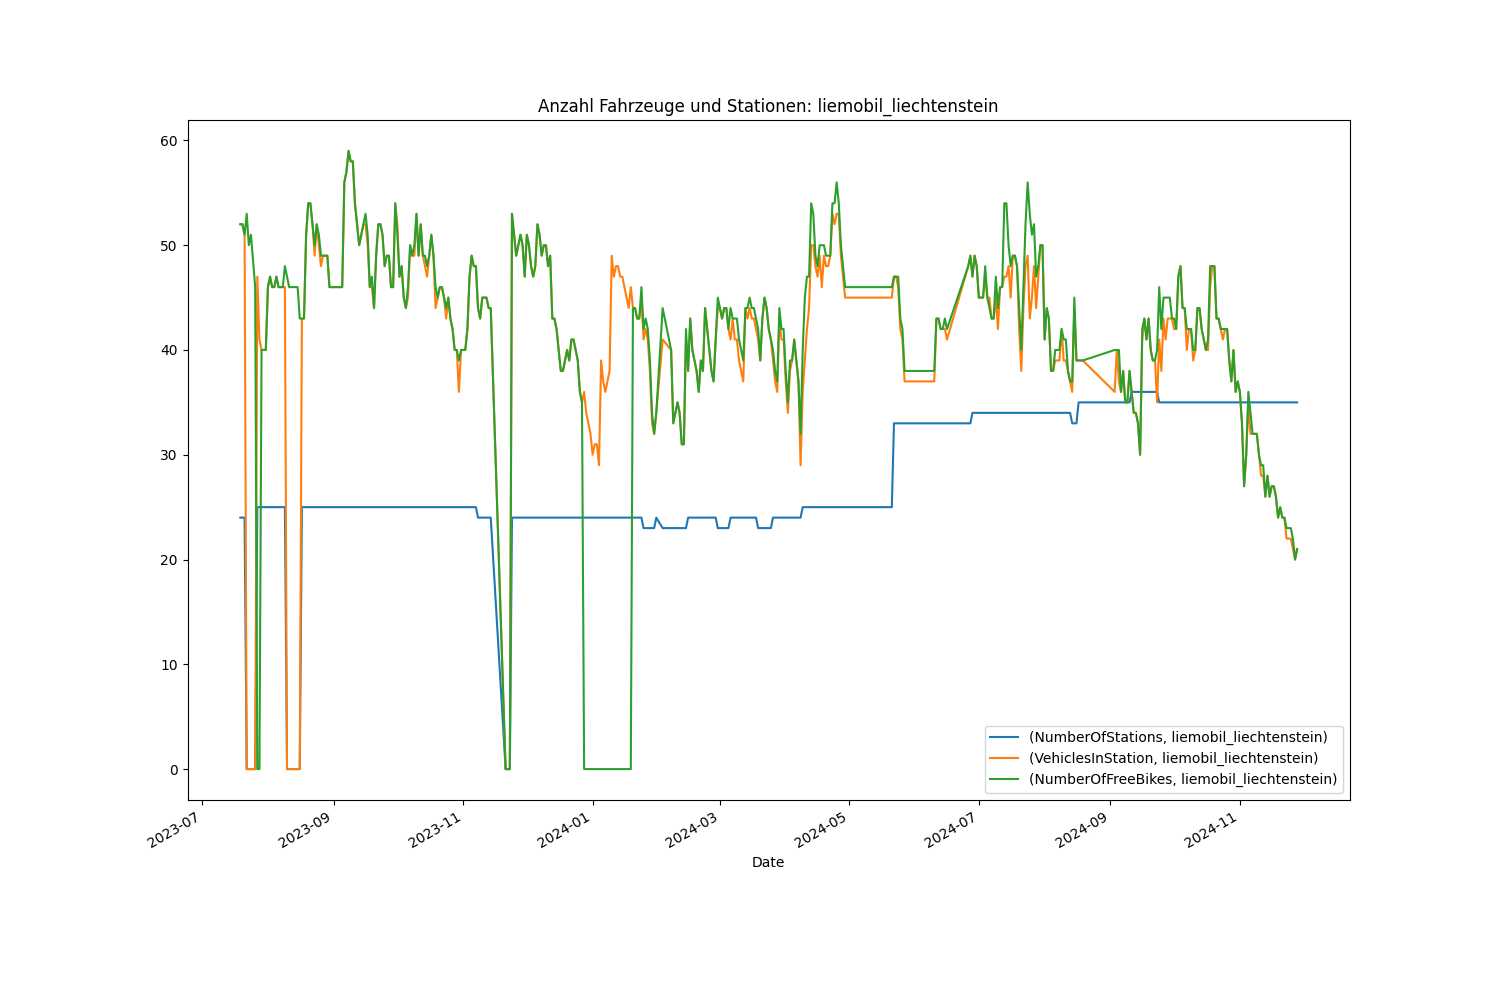 Anzahl Fahrzeuge und Stationen: liemobil_liechtenstein
60
50
40
30
20
10
0
(NumberOfStations, liemobil_liechtenstein)
(VehiclesInStation, liemobil_liechtenstein)
(NumberOfFreeBikes, liemobil_liechtenstein)
2023-07 2023-09 2023-11 2024-01 2024-03 2024-05 2024-07 2024-09 2024-11
Date